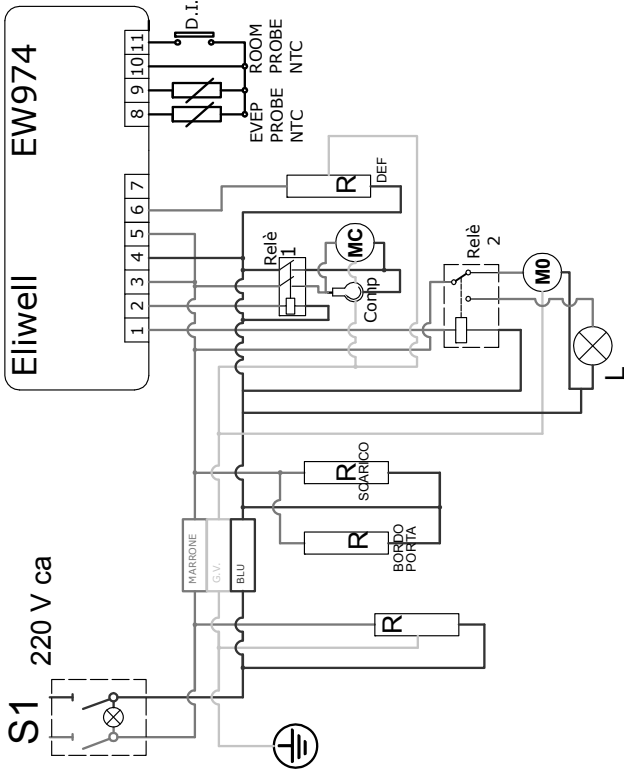 Eliwell EW974
1 2 3 4 5 6 7 8 9 10 11
D.I.
EVEP
PROBE
NTC
ROOM
PROBE
NTC
R
DEF
Relè
1
MC
Comp
Relè
2
M0
L
S1
220 V ca
MARRONE
G.V.
BLU
R
SCARICO
R
BORDO
PORTA
R